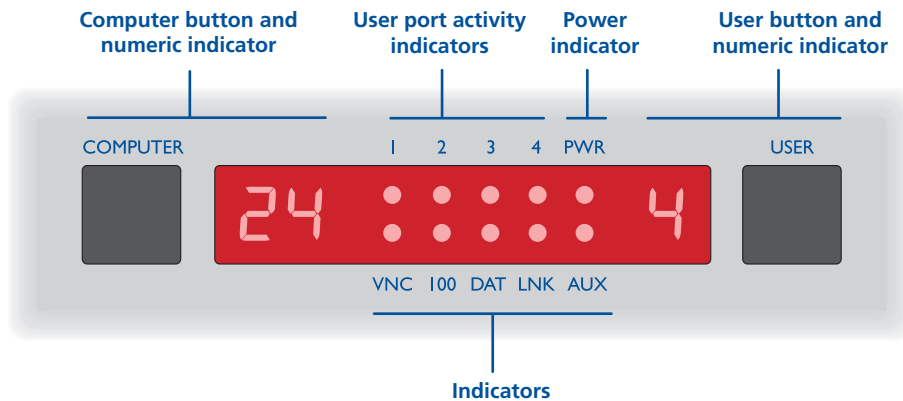 Computer button and
numeric indicator
User port activity
indicators
Power
indicator
User button and
numeric indicator
COMPUTER
1 2 3 4 PWR
USER
24
4
VNC 100 DAT LNK AUX
Indicators